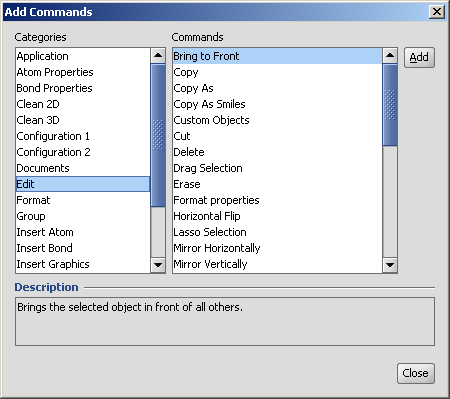 Add Commands
Categories
Application
Atom Properties
Bond Properties
Clean 2D
Clean 3D
Configuration 1
Configuration 2
Documents
Edit
Format
Group
Insert Atom
Insert Bond
Insert Graphics
Commands
Bring to Front
Copy
Copy As
Copy As Smiles
Custom Objects
Cut
Delete
Drag Selection
Erase
Format properties
Horizontal Flip
Lasso Selection
Mirror Horizontally
Mirror Vertically
Add
Description
Brings the selected object in front of all others.
Close